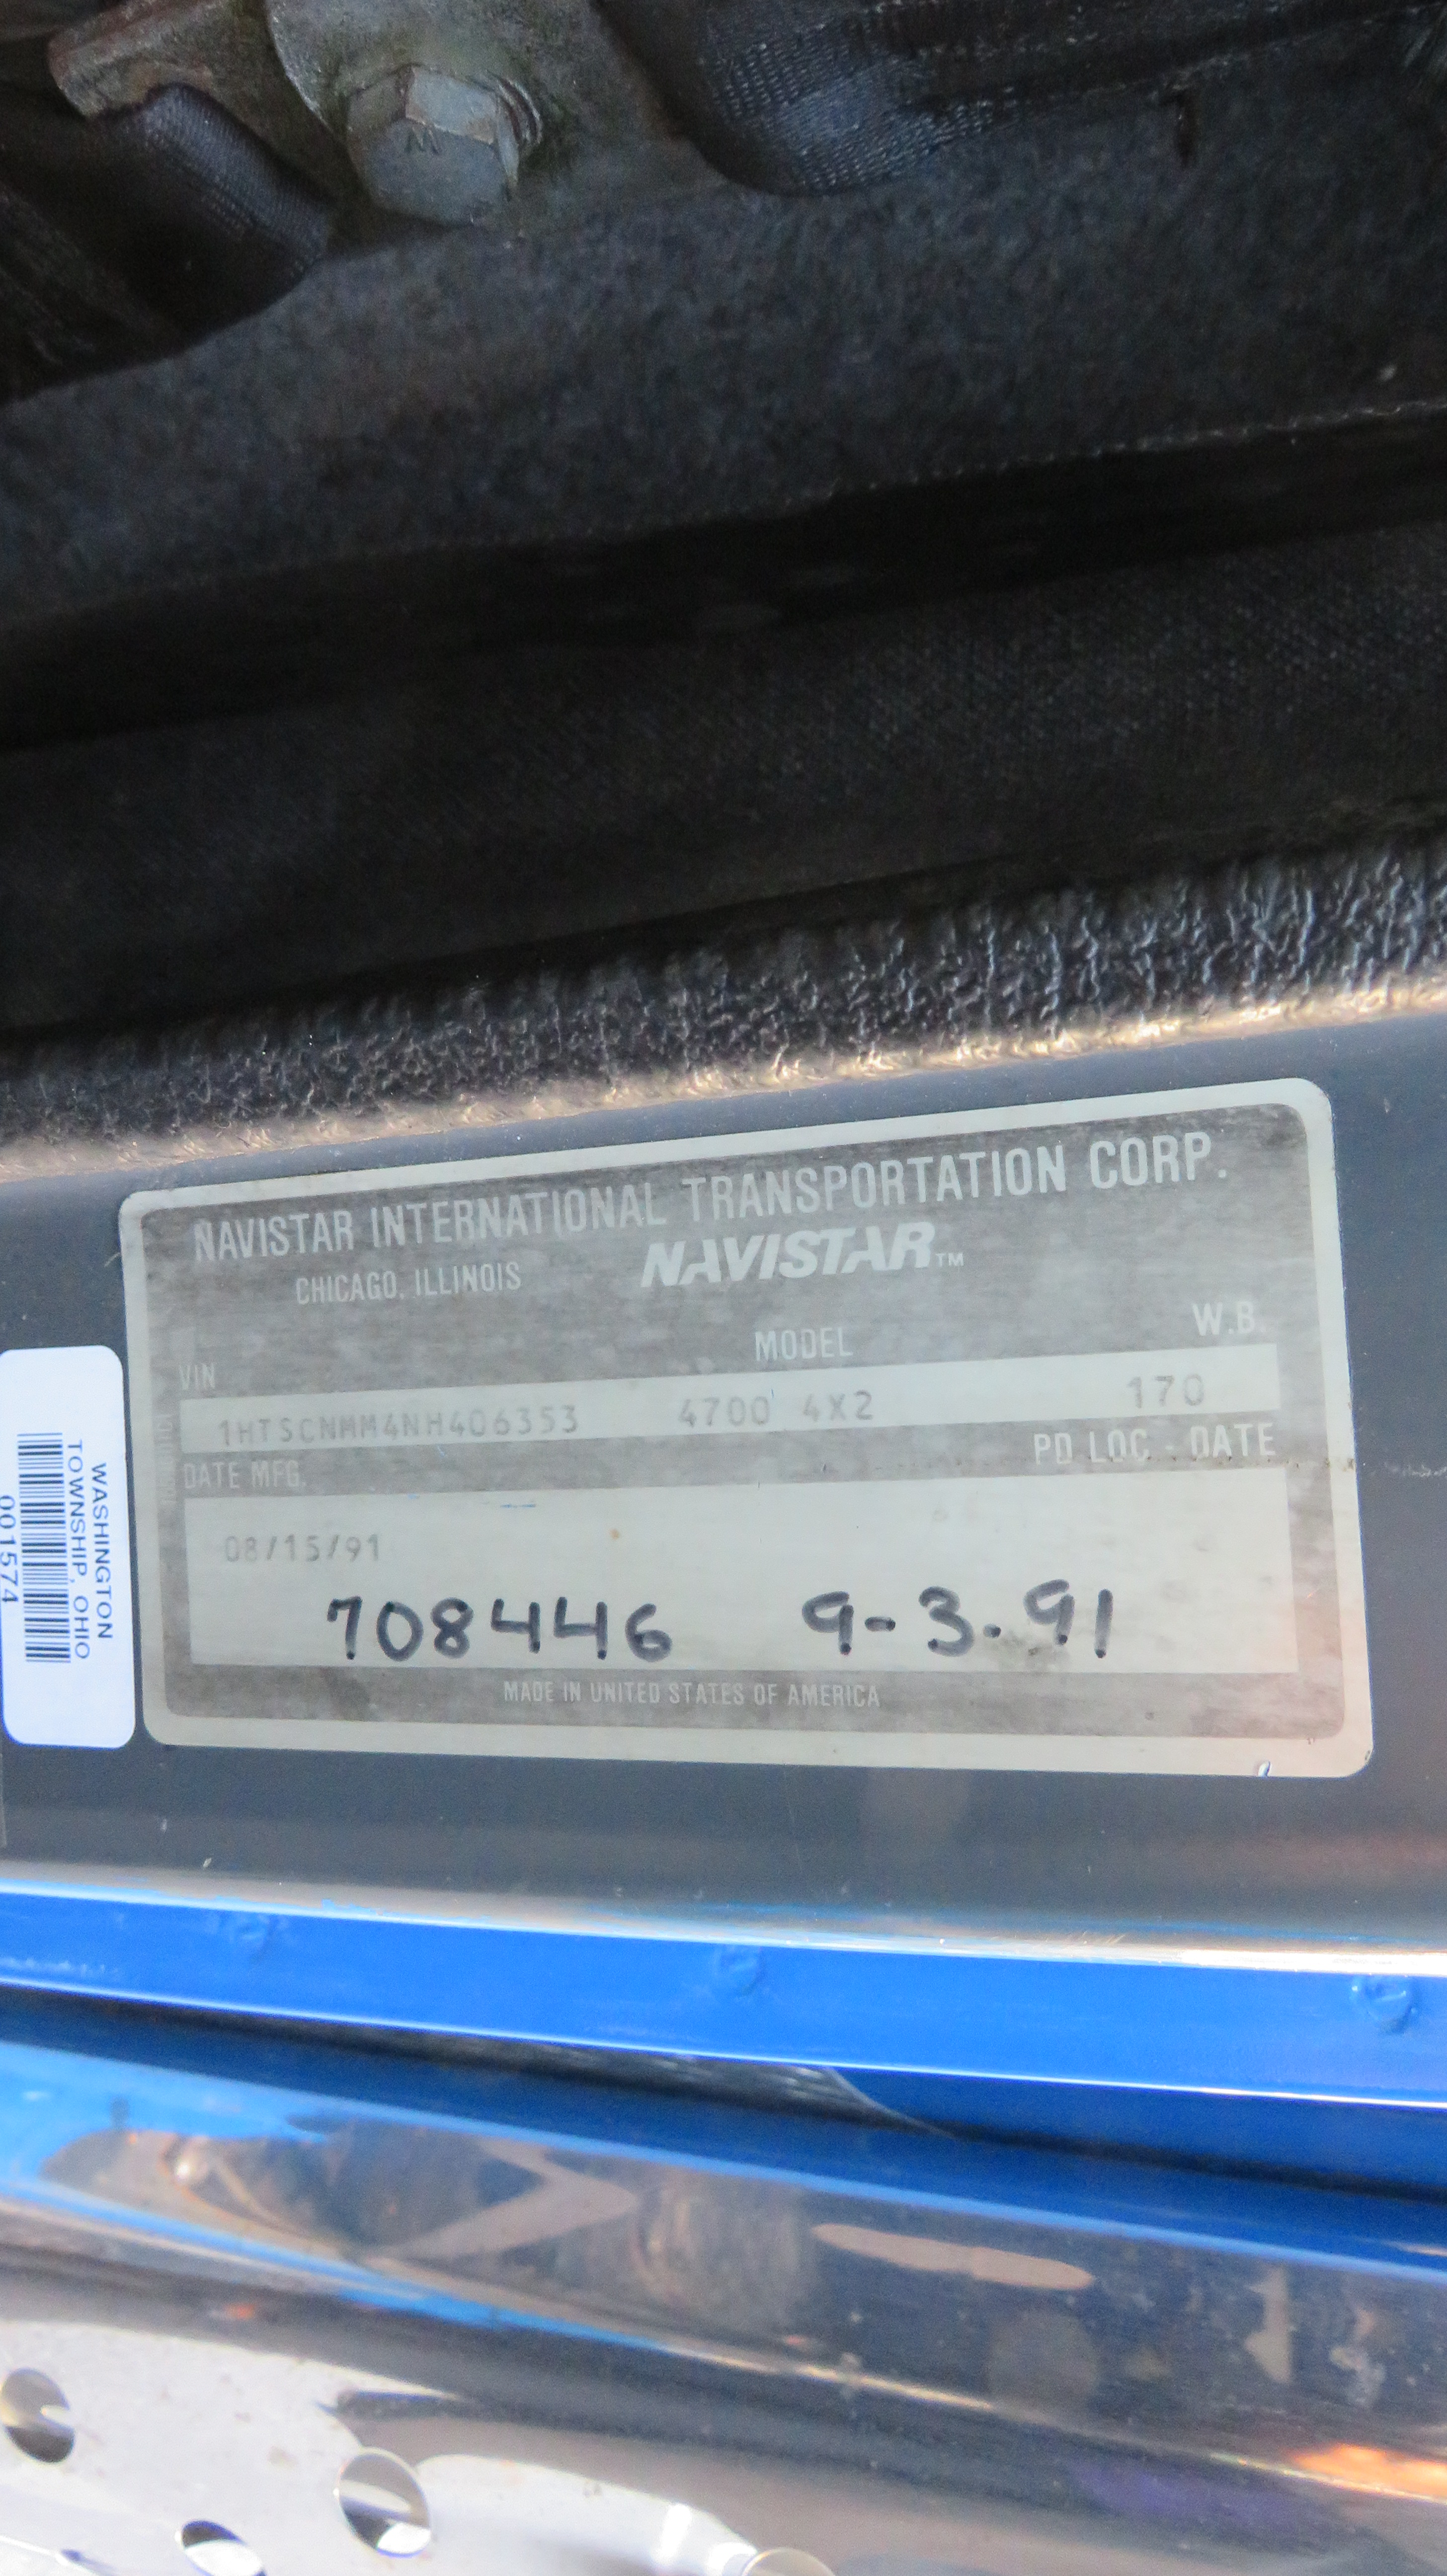 NAVISTAR INTERNATIONAL TRANSPORTATION CORP.
CHICAGO, ILLINOIS NAVISTAR™
VIN MODEL W.B.
1HTSCNMM4NH406353 4700 4X2 170
DATE MFG. PD LOC - DATE
08/15/91
708446 9-3-91
MADE IN UNITED STATES OF AMERICA
WASHINGTON
TOWNSHIP, OHIO
001574